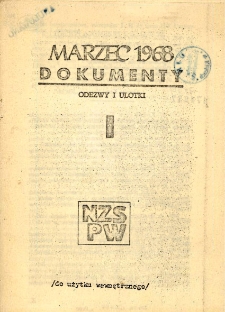 MARZEC 1968
DOKUMENTY
ODEZWY I ULOTKI
I
NZS
PW
/do użytku wewnętrznego/